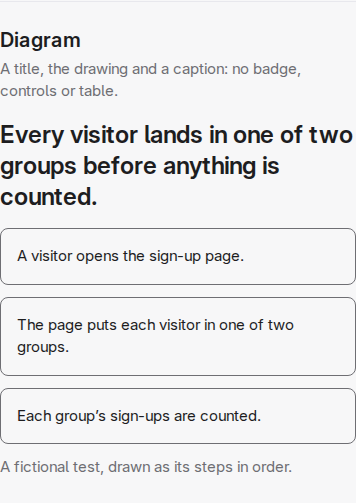 Diagram
A title, the drawing and a caption: no badge,
controls or table.
Every visitor lands in one of two
groups before anything is
counted.
A visitor opens the sign-up page.
The page puts each visitor in one of two
groups.
Each group’s sign-ups are counted.
A fictional test, drawn as its steps in order.